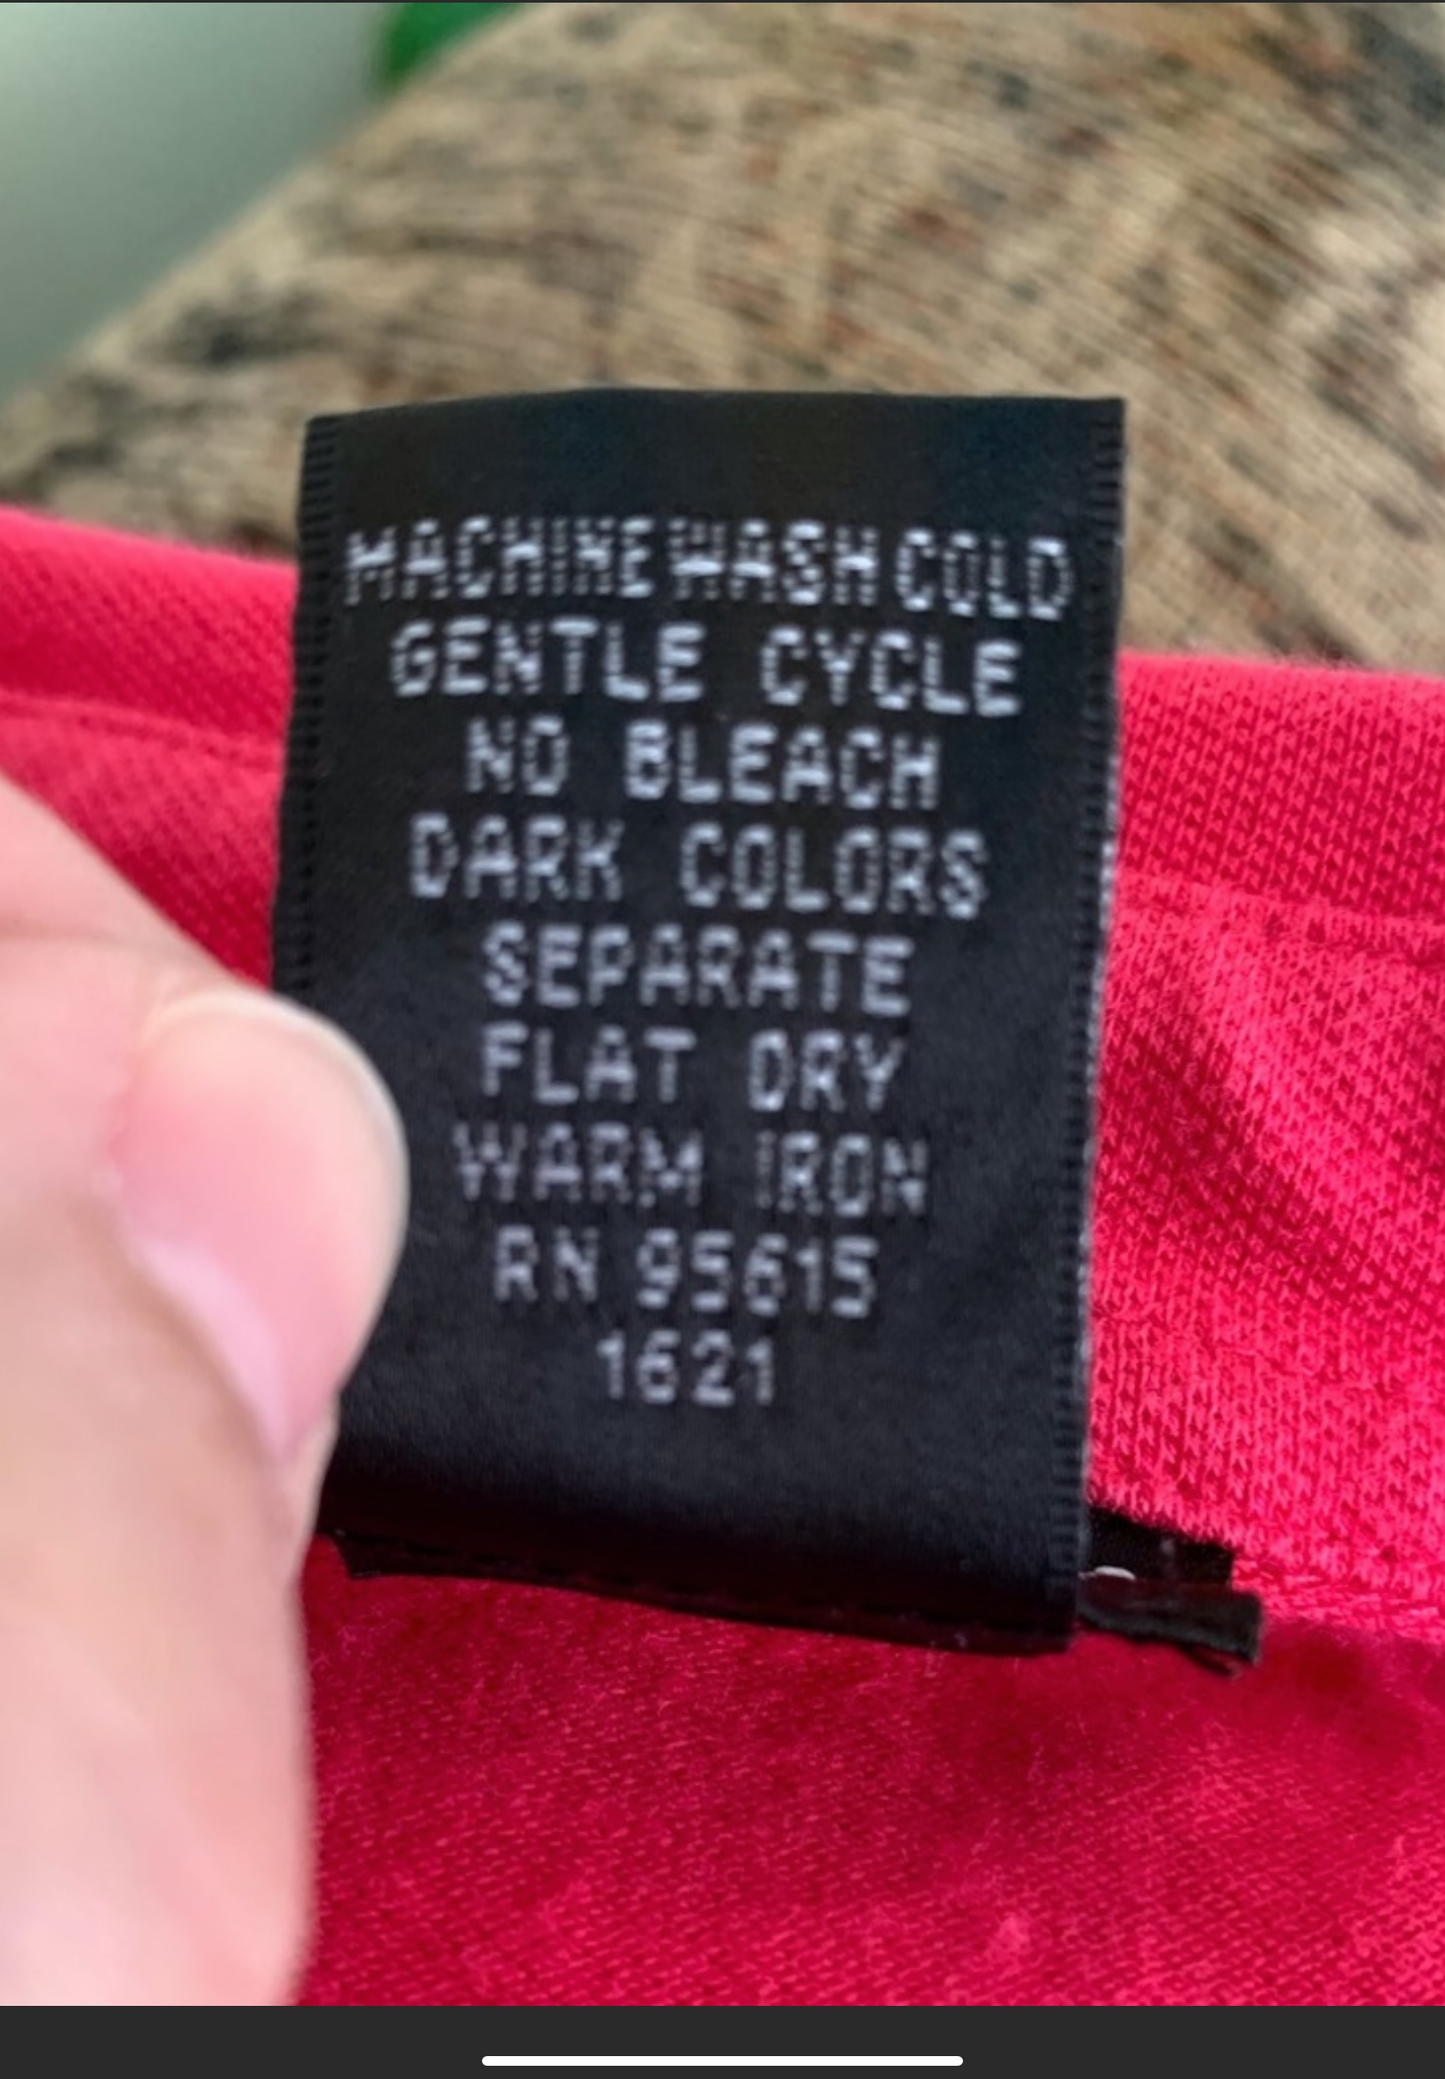 MACHINE WASH COLD
GENTLE CYCLE
NO BLEACH
DARK COLORS
SEPARATE
FLAT DRY
WARM IRON
RN 95615
1621